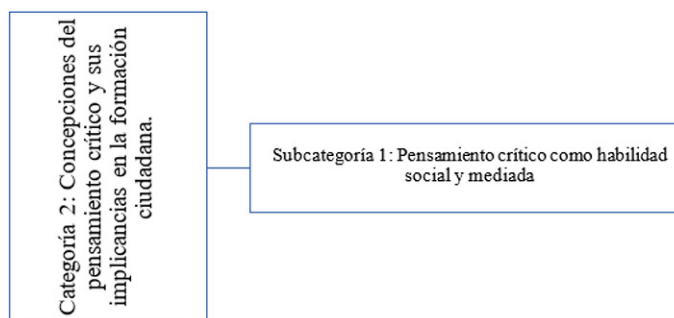 Categoría 2: Concepciones del
pensamiento crítico y sus
implicancias en la formación
ciudadana.
Subcategoría 1: Pensamiento crítico como habilidad
social y mediada